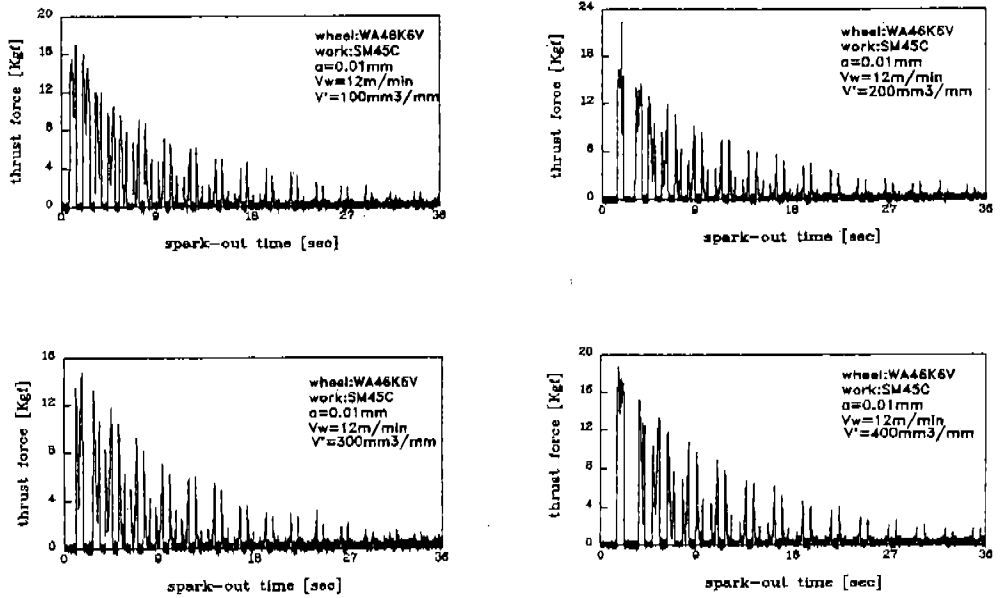 20
16
12
8
4
0
0 9 18 27 36
thrust force [Kgf]
spark-out time [sec]
wheel:WA46K6V
work:SM45C
a=0.01mm
Vw=12m/min
V'=100mm3/mm
24
18
12
6
0
0 9 18 27 36
thrust force [Kgf]
spark-out time [sec]
wheel:WA46K6V
work:SM45C
a=0.01mm
Vw=12m/min
V'=200mm3/mm
16
12
8
4
0
0 9 18 27 36
thrust force [Kgf]
spark-out time [sec]
wheel:WA46K6V
work:SM45C
a=0.01mm
Vw=12m/min
V'=300mm3/mm
20
16
12
8
4
0
0 9 18 27 36
thrust force [Kgf]
spark-out time [sec]
wheel:WA46K6V
work:SM45C
a=0.01mm
Vw=12m/min
V'=400mm3/mm